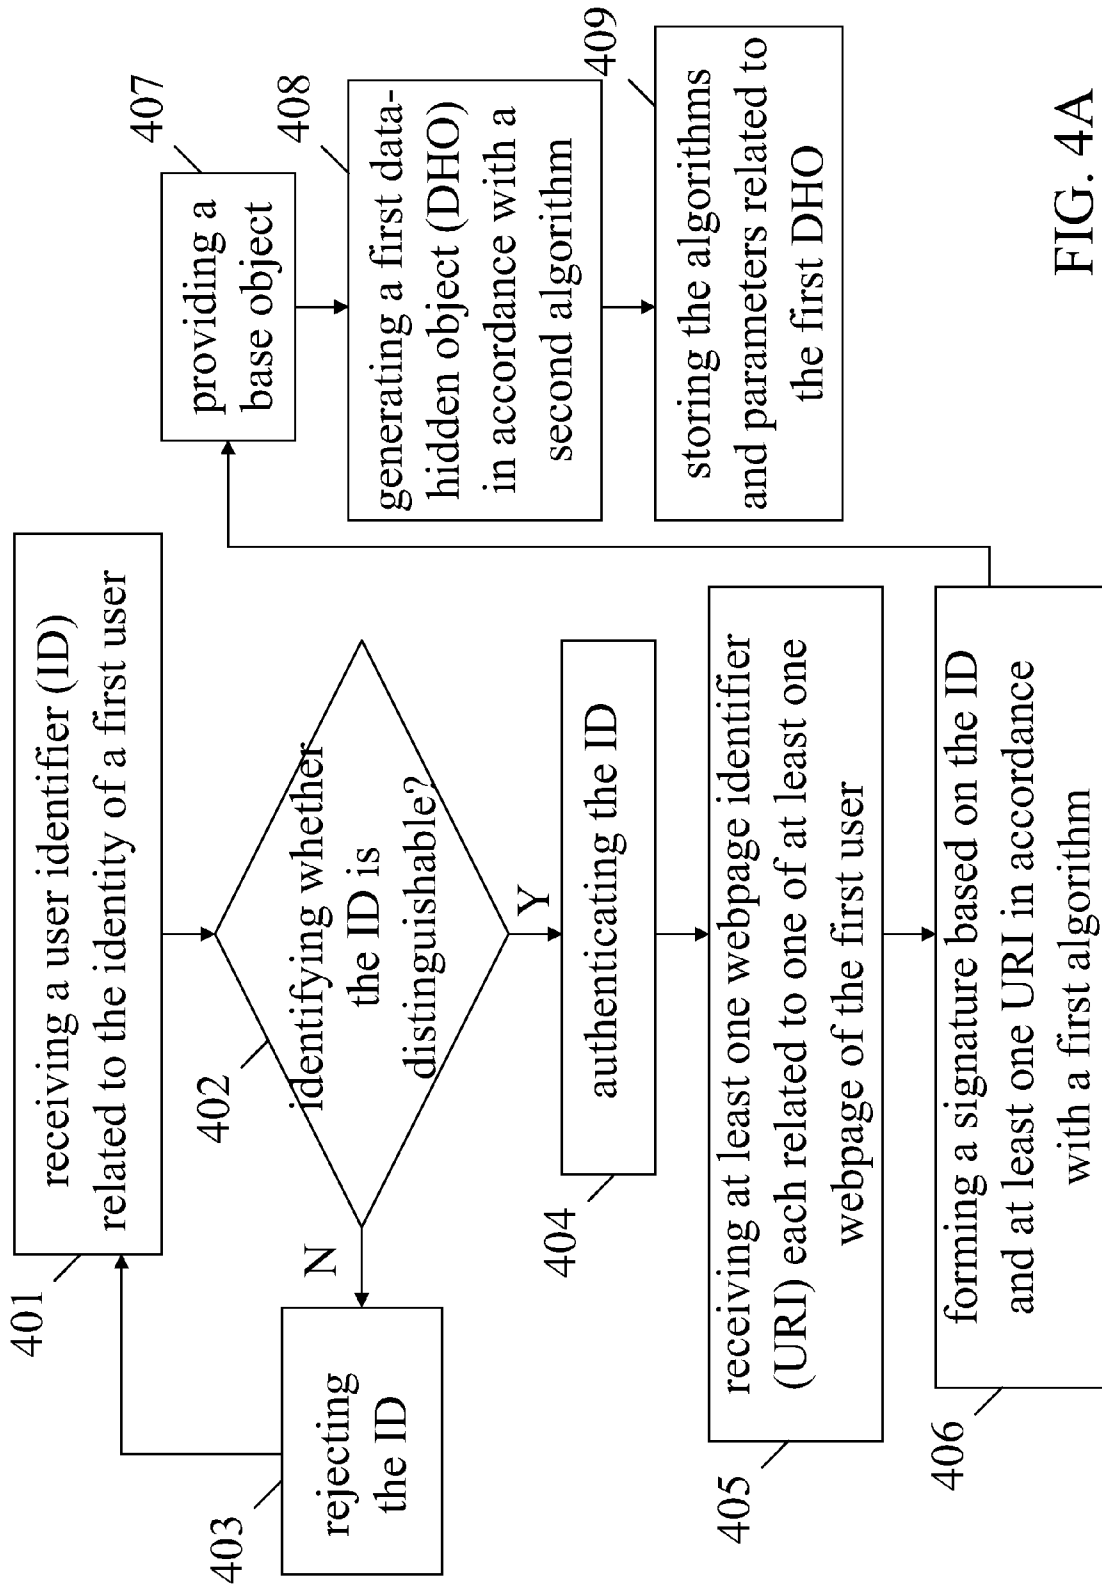 401
receiving a user identifier (ID)
related to the identity of a first user
402
identifying whether
the ID is
distinguishable?
N
Y
403
rejecting
the ID
404
authenticating the ID
405
receiving at least one webpage identifier
(URI) each related to one of at least one
webpage of the first user
406
forming a signature based on the ID
and at least one URI in accordance
with a first algorithm
407
providing a
base object
408
generating a first data-
hidden object (DHO)
in accordance with a
second algorithm
409
storing the algorithms
and parameters related to
the first DHO
FIG. 4A